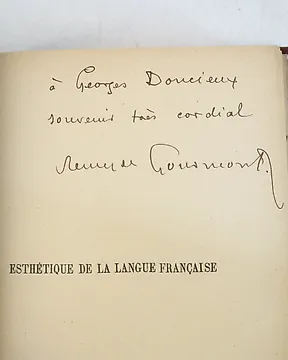 à Georges Doncieux
souvenir très cordial
Remy de Gourmont
ESTHÉTIQUE DE LA LANGUE FRANÇAISE